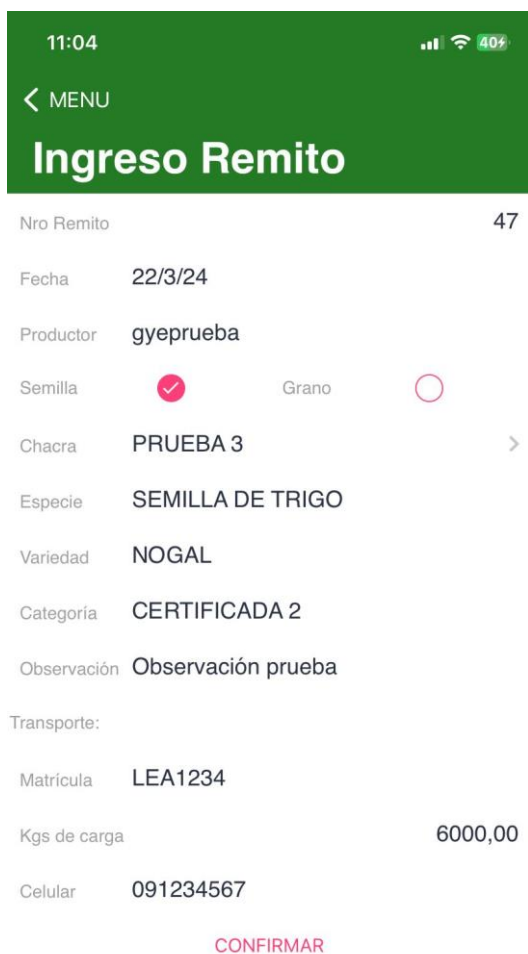 11:04 40
MENU
Ingreso Remito
Nro Remito 47
Fecha 22/3/24
Productor gyeprueba
Semilla Grano
Chacra PRUEBA 3
Especie SEMILLA DE TRIGO
Variedad NOGAL
Categoría CERTIFICADA 2
Observación Observación prueba
Transporte:
Matrícula LEA1234
Kgs de carga 6000,00
Celular 091234567
CONFIRMAR